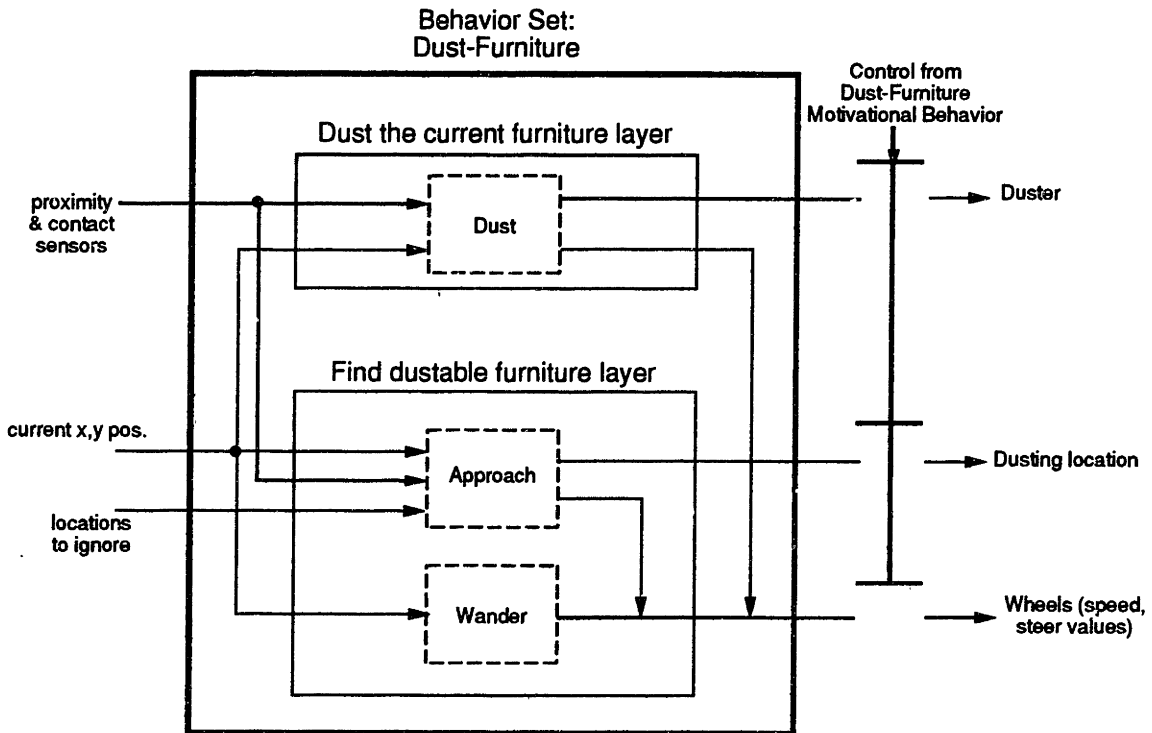 Behavior Set:
Dust-Furniture
Control from
Dust-Furniture
Motivational Behavior
Dust the current furniture layer
proximity
& contact
sensors
Dust
Duster
Find dustable furniture layer
current x,y pos.
Approach
Dusting location
locations
to ignore
Wander
Wheels (speed,
steer values)